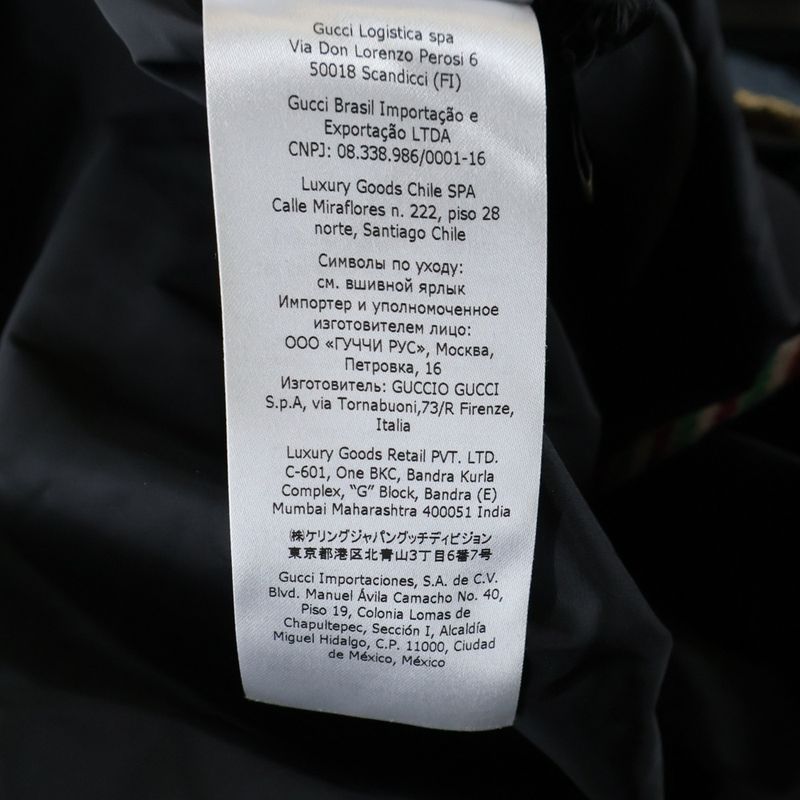 Gucci Logistica spa
Via Don Lorenzo Perosi 6
50018 Scandicci (FI)
Gucci Brasil Importação e
Exportação LTDA
CNPJ: 08.338.986/0001-16
Luxury Goods Chile SPA
Calle Miraflores n. 222, piso 28
norte, Santiago Chile
Символы по уходу:
см. вшивной ярлык
Импортер и уполномоченное
изготовителем лицо:
ООО «ГУЧЧИ РУС», Москва,
Петровка, 16
Изготовитель: GUCCIO GUCCI
S.p.A, via Tornabuoni,73/R Firenze,
Italia
Luxury Goods Retail PVT. LTD.
C-601, One BKC, Bandra Kurla
Complex, "G" Block, Bandra (E)
Mumbai Maharashtra 400051 India
㈱ケリングジャパングッチディビジョン
東京都港区北青山3丁目6番7号
Gucci Importaciones, S.A. de C.V.
Blvd. Manuel Ávila Camacho No. 40,
Piso 19, Colonia Lomas de
Chapultepec, Sección I, Alcaldía
Miguel Hidalgo, C.P. 11000, Ciudad
de México, México